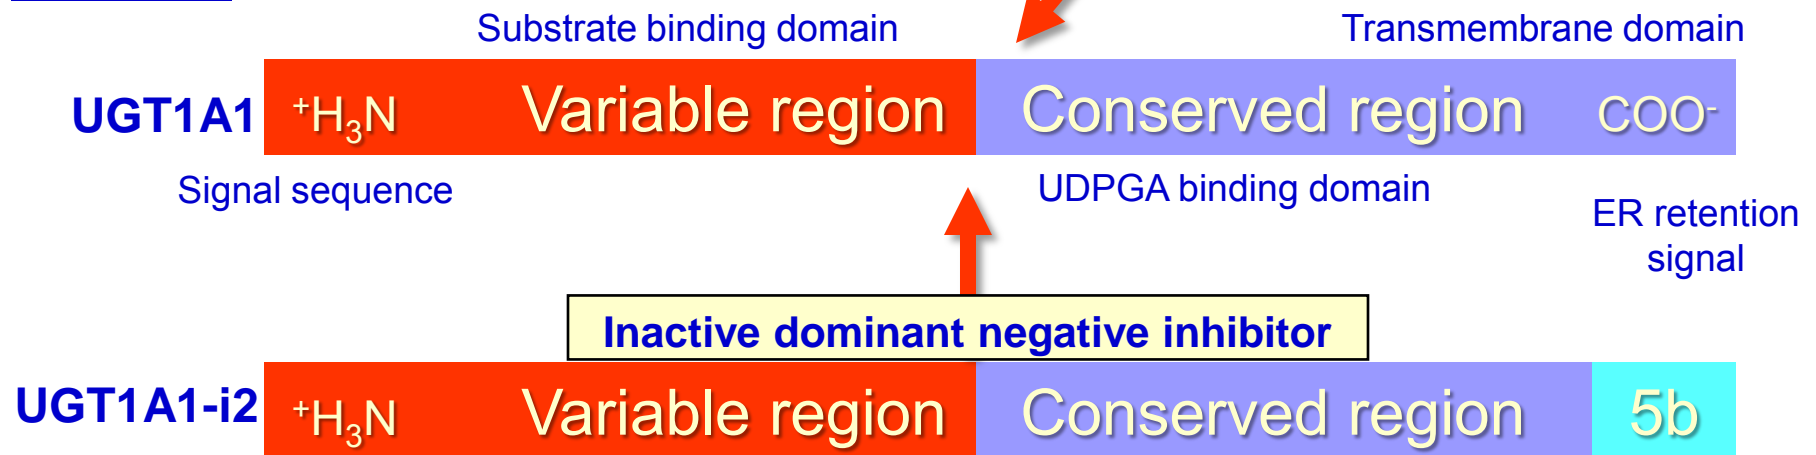 Substrate binding domain Transmembrane domain
UGT1A1 ⁺H₃N Variable region Conserved region COO⁻
Signal sequence UDPGA binding domain
ER retention
signal
Inactive dominant negative inhibitor
UGT1A1-i2 ⁺H₃N Variable region Conserved region 5b